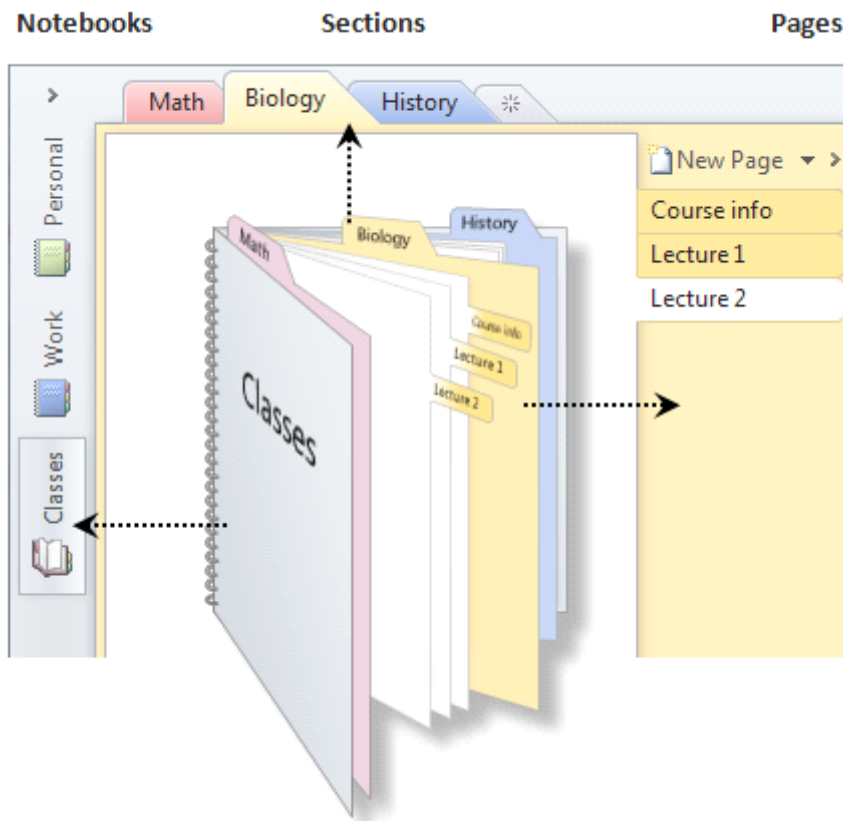 Notebooks Sections Pages
Math Biology History
Personal
Work
Classes
New Page
Course info
Lecture 1
Lecture 2
Math
Biology
History
Course info
Lecture 1
Lecture 2
Classes